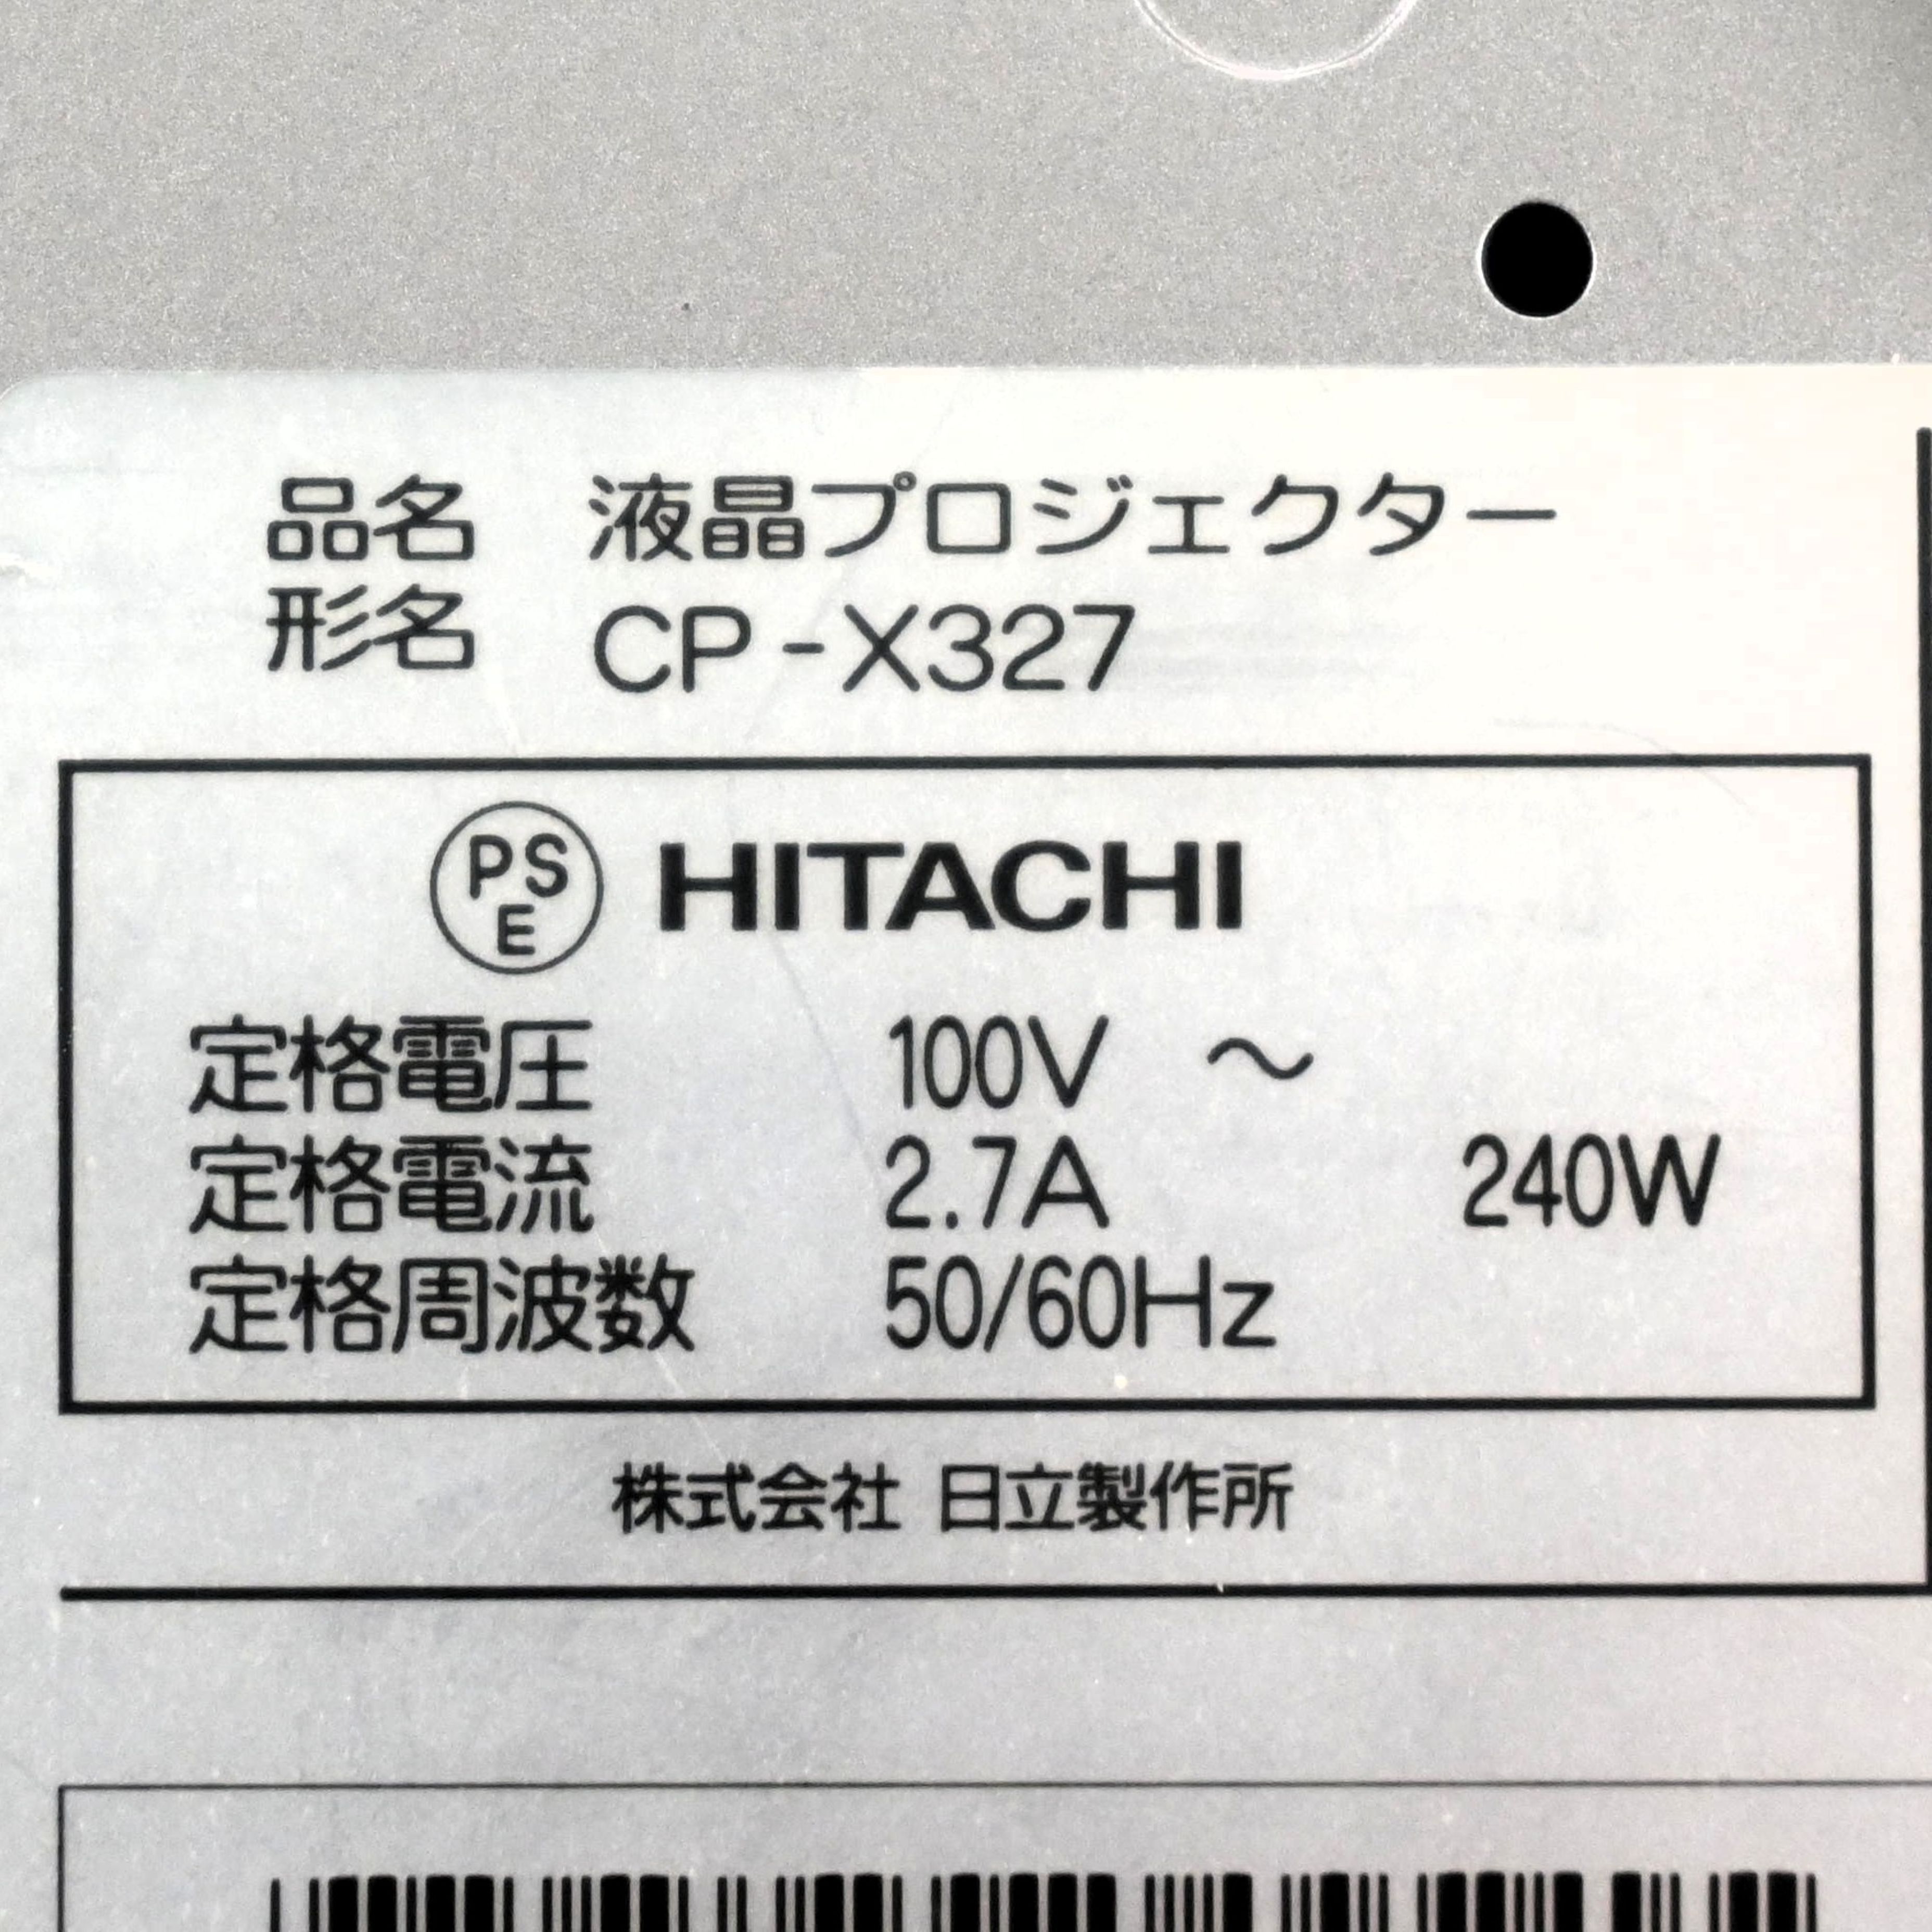 品名 液晶プロジェクター
形名 CP-X327
PSE HITACHI
定格電圧 100V ～
定格電流 2.7A 240W
定格周波数 50/60Hz
株式会社 日立製作所